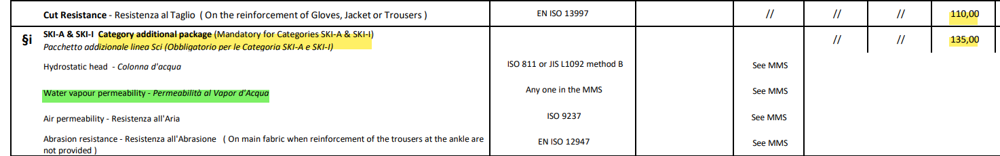 Cut Resistance - Resistenza al Taglio ( On the reinforcement of Gloves, Jacket or Trousers ) EN ISO 13997 // // // 110,00
§i SKI-A & SKI-I Category additional package (Mandatory for Categories SKI-A & SKI-I)
Pacchetto addizionale linea Sci (Obbligatorio per le Categoria SKI-A e SKI-I) // // 135,00
Hydrostatic head - Colonna d'acqua ISO 811 or JIS L1092 method B See MMS
Water vapour permeability - Permeabilità al Vapor d'Acqua Any one in the MMS See MMS
Air permeability - Resistenza all'Aria ISO 9237 See MMS
Abrasion resistance - Resistenza all'Abrasione ( On main fabric when reinforcement of the trousers at the ankle are
not provided ) EN ISO 12947 See MMS